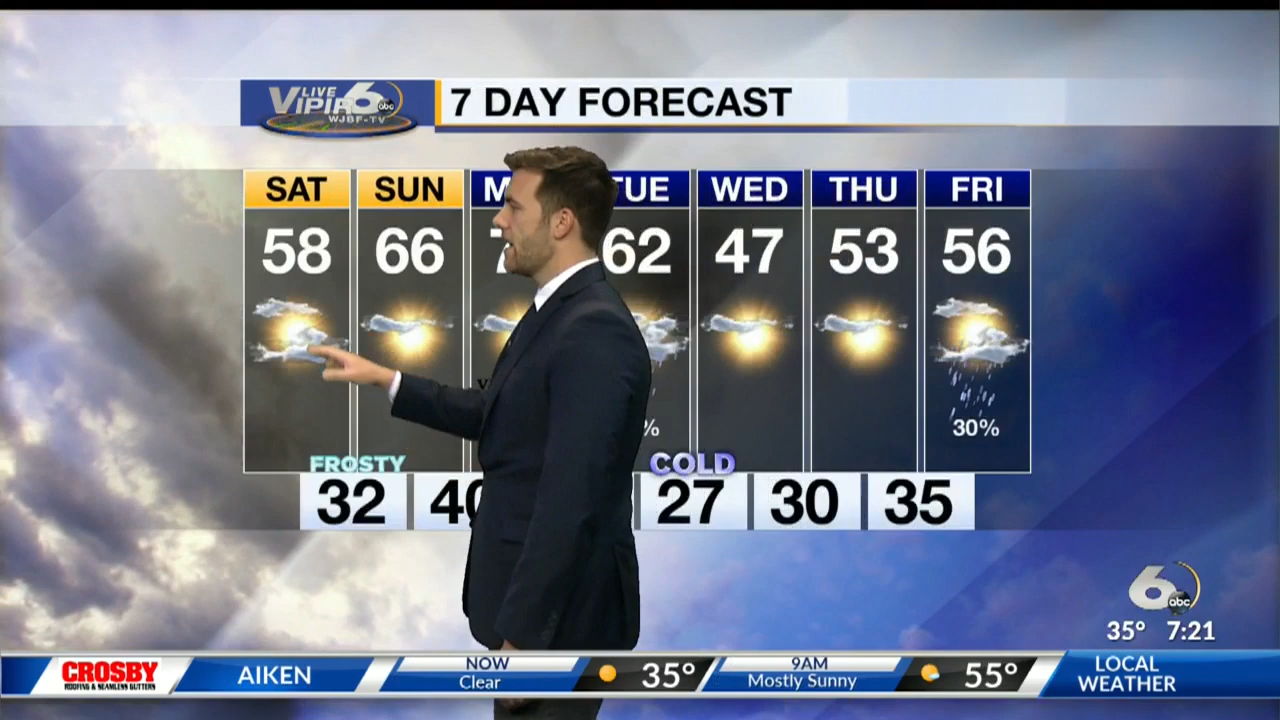 LIVE
VIPIR 6 abc
WJBF-TV
7 DAY FORECAST
SAT SUN TUE WED THU FRI
58 66 62 47 53 56
%
30%
FROSTY COLD
32 27 30 35
6 abc
35° 7:21
CROSBY
ROOFING & SEAMLESS GUTTERS
AIKEN
NOW
Clear
35°
9AM
Mostly Sunny
55°
LOCAL
WEATHER